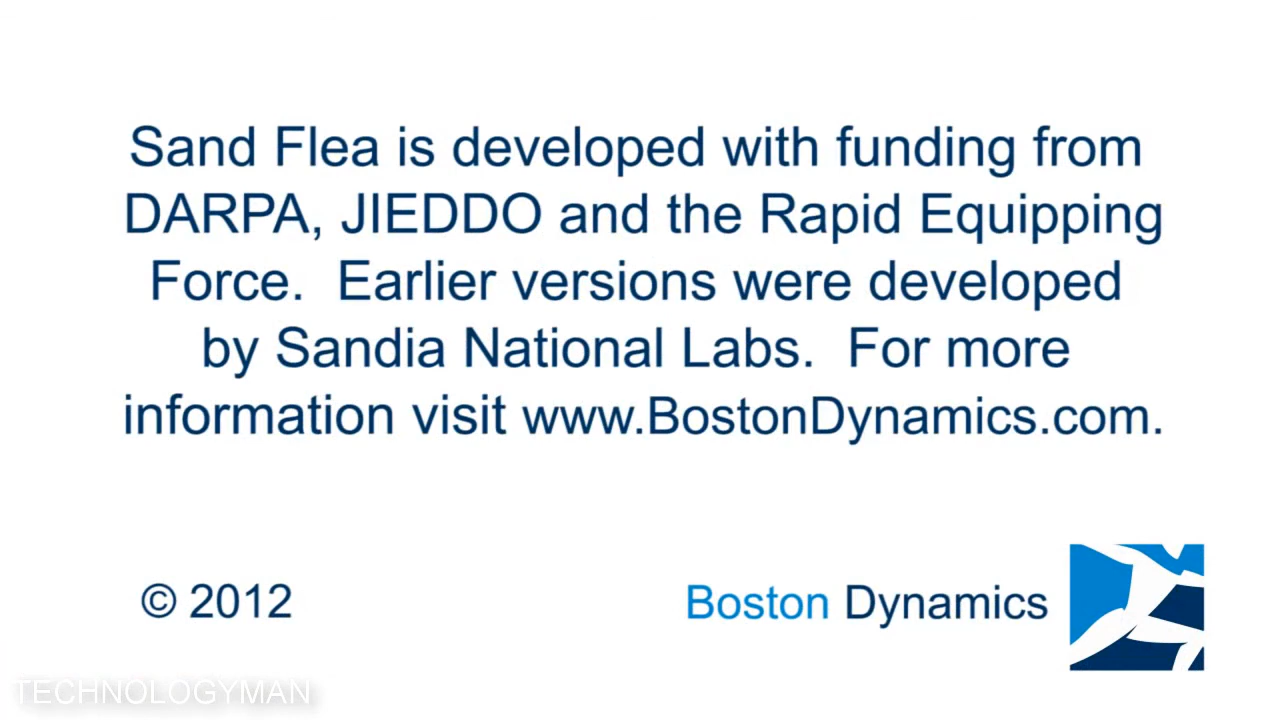 Sand Flea is developed with funding from
DARPA, JIEDDO and the Rapid Equipping
Force.  Earlier versions were developed
by Sandia National Labs.  For more
information visit www.BostonDynamics.com.
© 2012
Boston Dynamics
TECHNOLOGYMAN